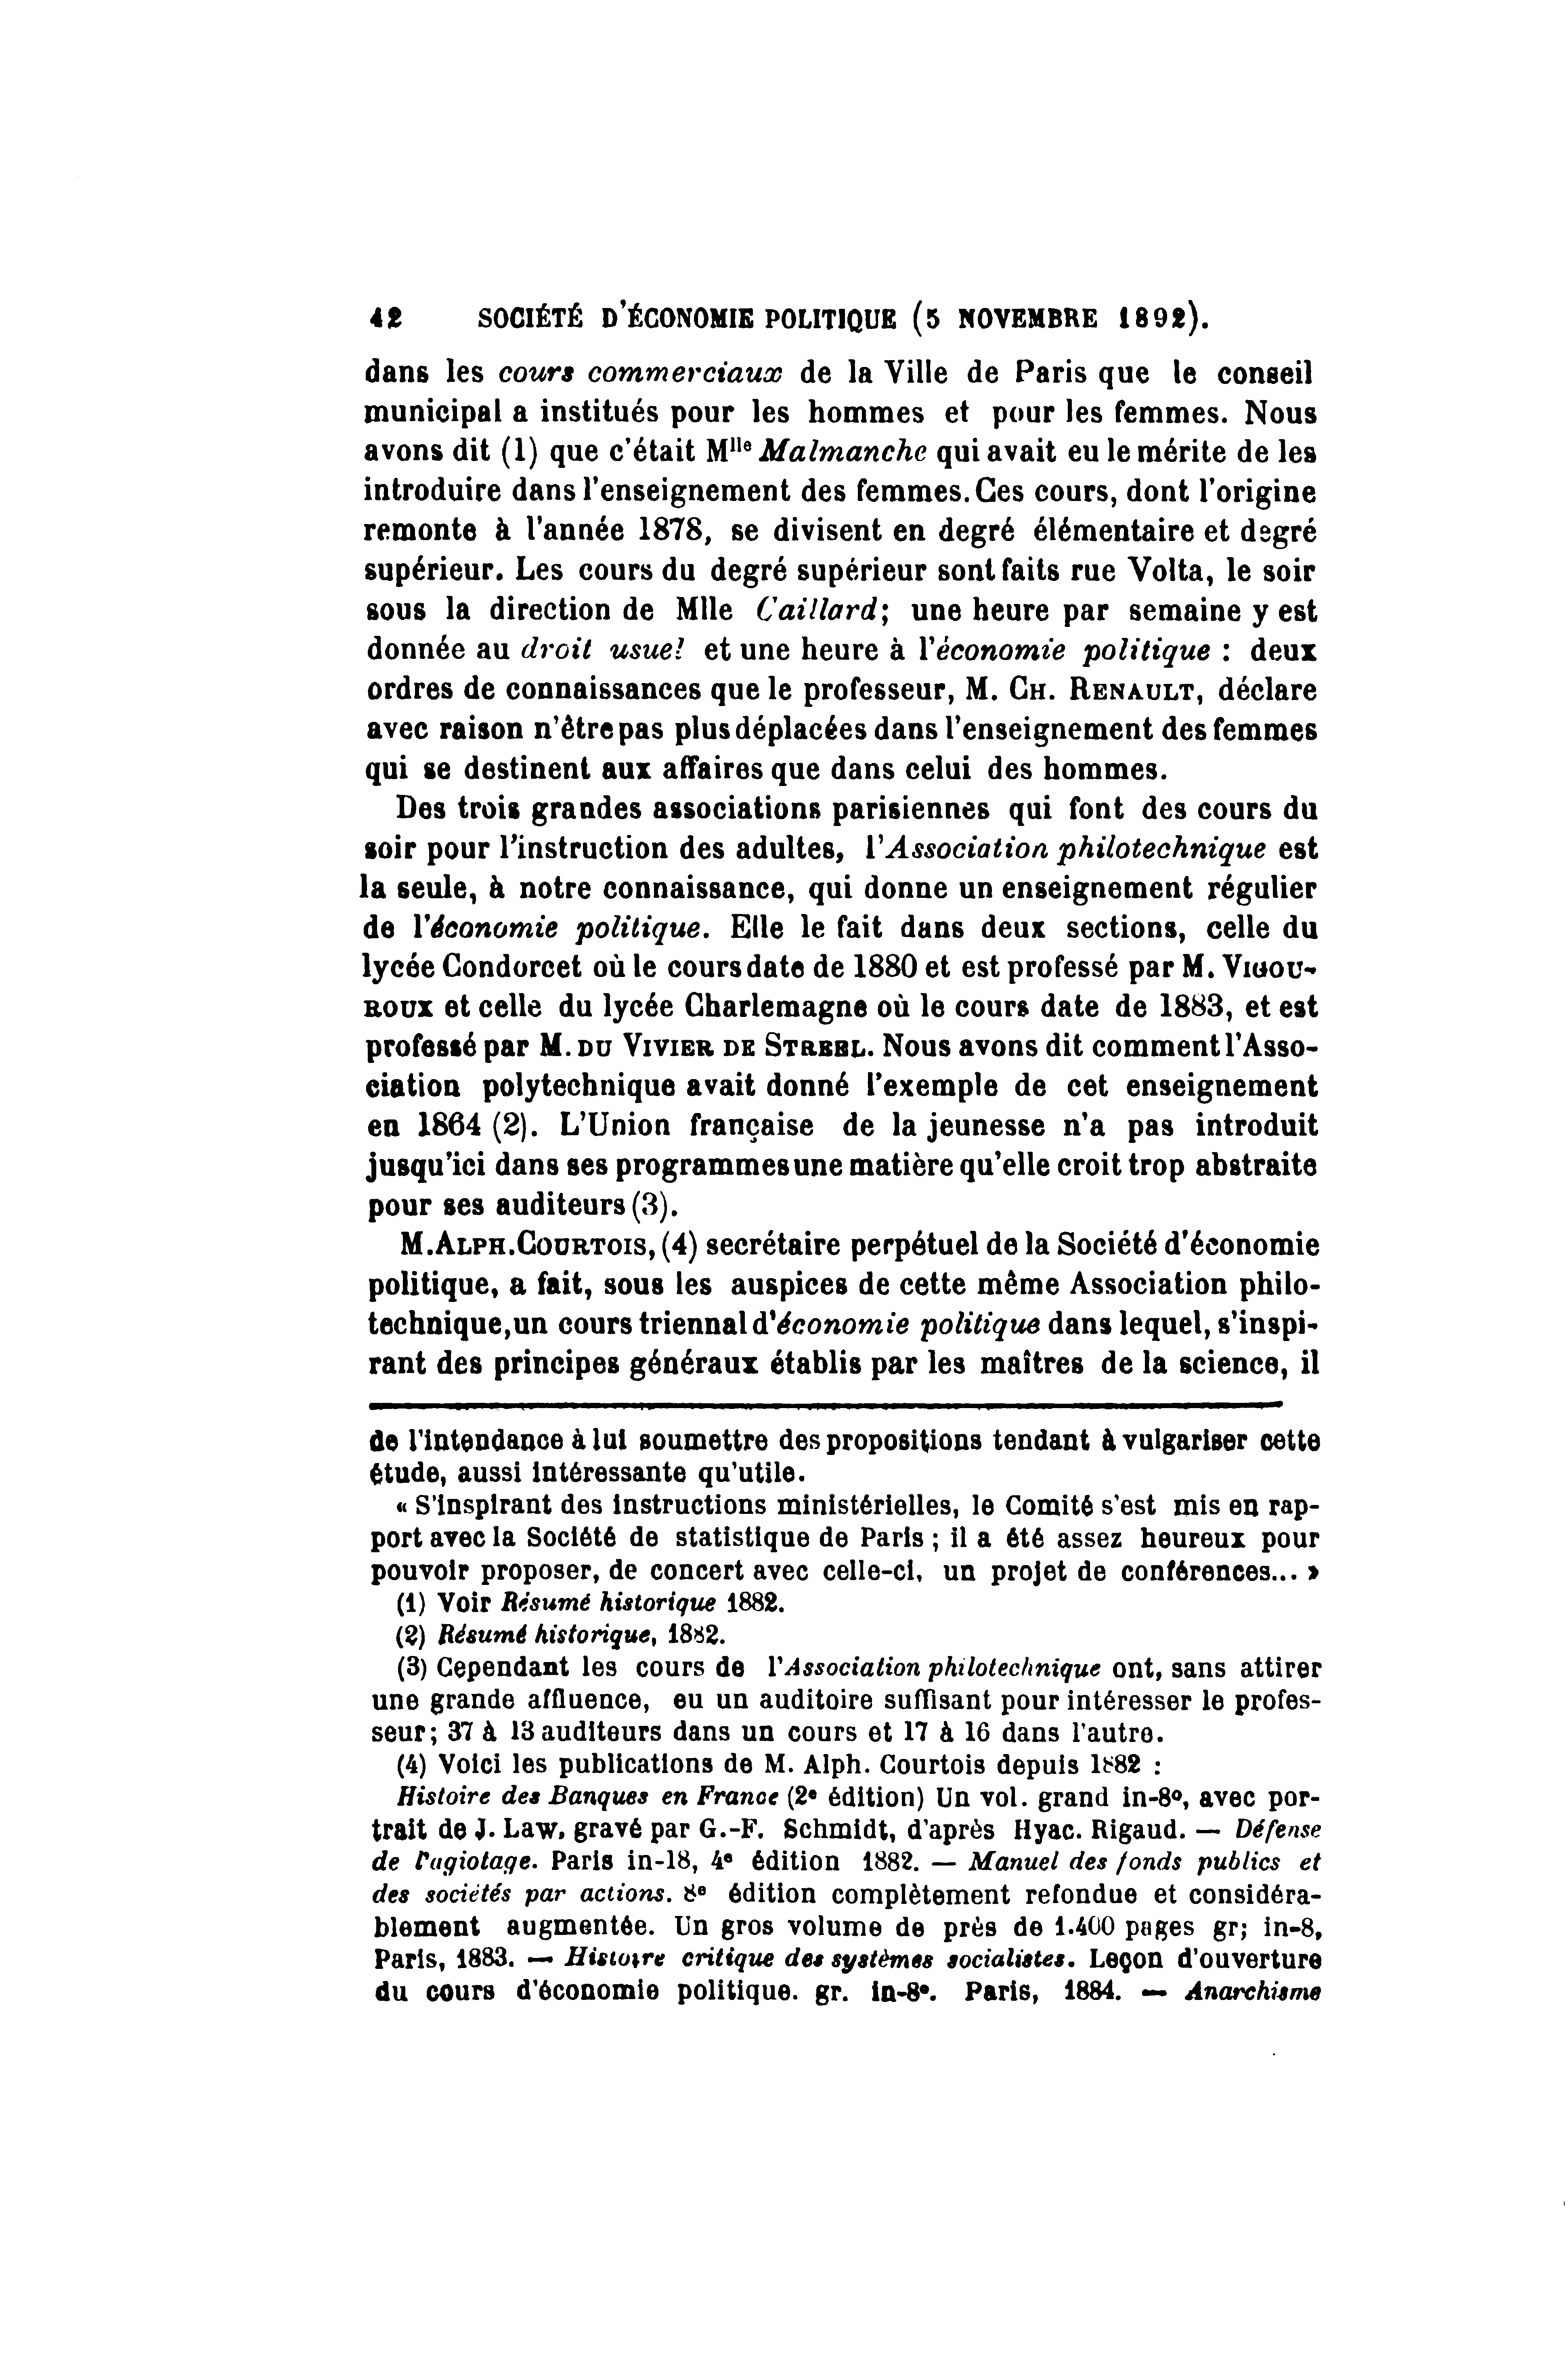 42 SOCIÉTÉ D'ÉCONOMIE POLITIQUE (5 NOVEMBRE 1892).
dans les cours commerciaux de la Ville de Paris que le conseil
municipal a institués pour les hommes et pour les femmes. Nous
avons dit (1) que c'était Mlle Malmanche qui avait eu le mérite de les
introduire dans l'enseignement des femmes. Ces cours, dont l'origine
remonte à l'année 1878, se divisent en degré élémentaire et degré
supérieur. Les cours du degré supérieur sont faits rue Volta, le soir
sous la direction de Mlle Caillard; une heure par semaine y est
donnée au droit usuel et une heure à l'économie politique : deux
ordres de connaissances que le professeur, M. CH. RENAULT, déclare
avec raison n'être pas plus déplacées dans l'enseignement des femmes
qui se destinent aux affaires que dans celui des hommes.
Des trois grandes associations parisiennes qui font des cours du
soir pour l'instruction des adultes, l'Association philotechnique est
la seule, à notre connaissance, qui donne un enseignement régulier
de l'économie politique. Elle le fait dans deux sections, celle du
lycée Condorcet où le cours date de 1880 et est professé par M. VIGOU-
ROUX et celle du lycée Charlemagne où le cours date de 1883, et est
professé par M. DU VIVIER DE STREEL. Nous avons dit comment l'Asso-
ciation polytechnique avait donné l'exemple de cet enseignement
en 1864 (2). L'Union française de la jeunesse n'a pas introduit
jusqu'ici dans ses programmes une matière qu'elle croit trop abstraite
pour ses auditeurs (3).
M. ALPH. COURTOIS, (4) secrétaire perpétuel de la Société d'économie
politique, a fait, sous les auspices de cette même Association philo-
technique, un cours triennal d'économie politique dans lequel, s'inspi-
rant des principes généraux établis par les maîtres de la science, il
de l'intendance à lui soumettre des propositions tendant à vulgariser cette
étude, aussi intéressante qu'utile.
« S'inspirant des instructions ministérielles, le Comité s'est mis en rap-
port avec la Société de statistique de Paris ; il a été assez heureux pour
pouvoir proposer, de concert avec celle-ci, un projet de conférences... »
(1) Voir Résumé historique 1882.
(2) Résumé historique, 1882.
(3) Cependant les cours de l'Association philotechnique ont, sans attirer
une grande affluence, eu un auditoire suffisant pour intéresser le profes-
seur; 37 à 13 auditeurs dans un cours et 17 à 16 dans l'autre.
(4) Voici les publications de M. Alph. Courtois depuis 1882 :
Histoire des Banques en France (2e édition) Un vol. grand in-8º, avec por-
trait de J. Law, gravé par G.-F. Schmidt, d'après Hyac. Rigaud. — Défense
de l'agiotage. Paris in-18, 4e édition 1882. — Manuel des fonds publics et
des sociétés par actions. 8e édition complètement refondue et considéra-
blement augmentée. Un gros volume de près de 1.400 pages gr; in-8,
Paris, 1883. — Histoire critique des systèmes socialistes. Leçon d'ouverture
du cours d'économie politique. gr. in-8º. Paris, 1884. — Anarchisme